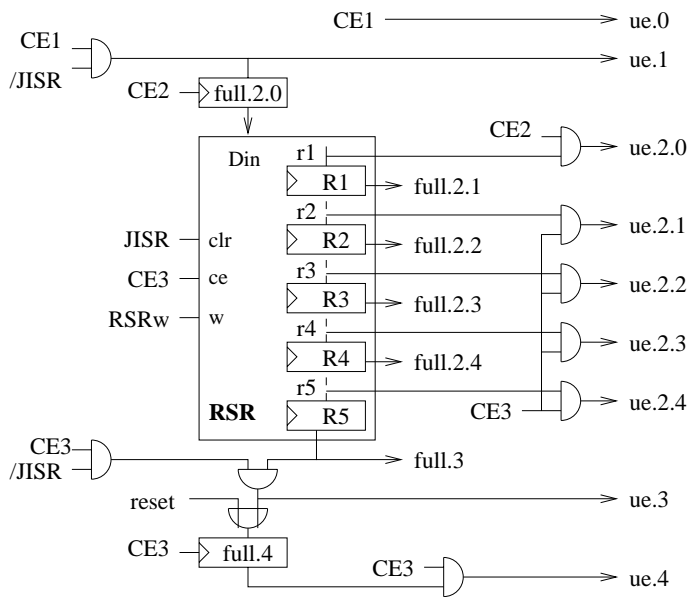 CE1 ue.0
CE1
/JISR ue.1
CE2 full.2.0
Din r1 CE2 ue.2.0
R1 full.2.1
r2 ue.2.1
JISR clr R2 full.2.2
CE3 ce r3 ue.2.2
R3 full.2.3
RSRw w
r4 ue.2.3
R4 full.2.4
r5 ue.2.4
RSR R5 CE3
CE3
/JISR full.3
reset ue.3
CE3 full.4
CE3 ue.4